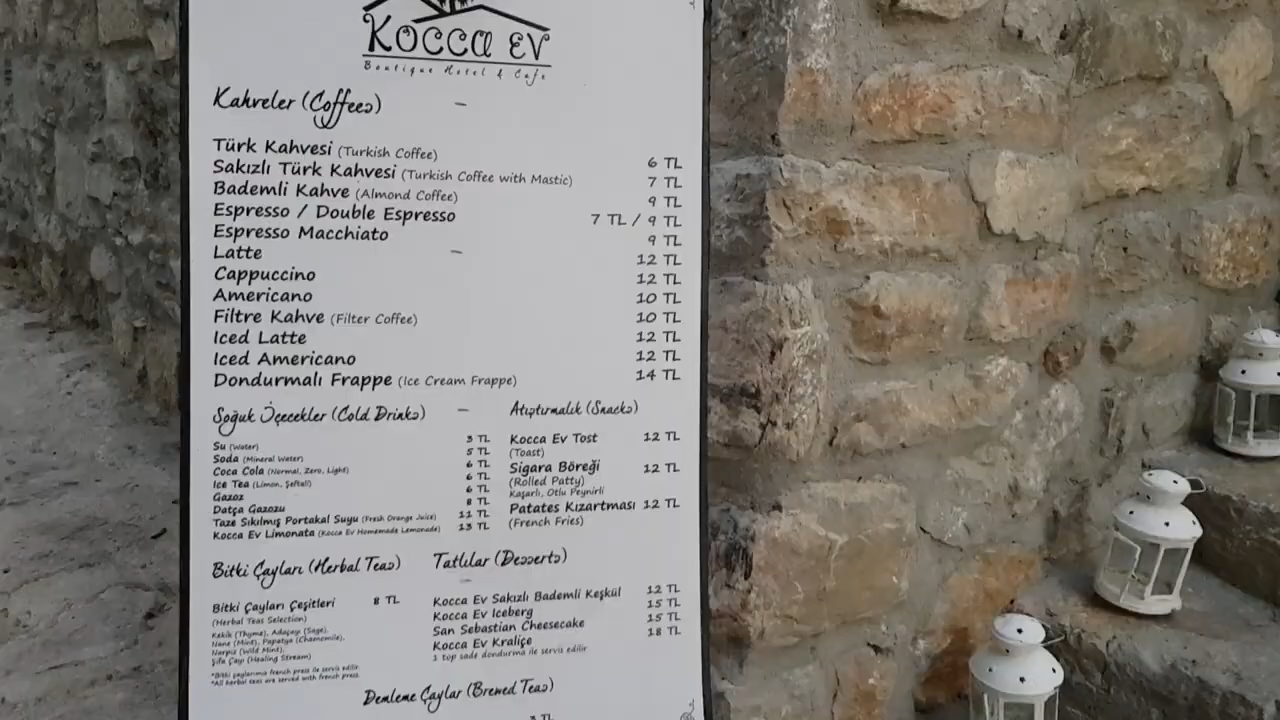 KOCCA EV
Boutique Hotel & Cafe
Kahveler (Coffees)
Türk Kahvesi (Turkish Coffee) 6 TL
Sakızlı Türk Kahvesi (Turkish Coffee with Mastic) 7 TL
Bademli Kahve (Almond Coffee) 9 TL
Espresso / Double Espresso 7 TL / 9 TL
Espresso Macchiato 9 TL
Latte 12 TL
Cappuccino 12 TL
Americano 10 TL
Filtre Kahve (Filter Coffee) 10 TL
Iced Latte 12 TL
Iced Americano 12 TL
Dondurmalı Frappe (Ice Cream Frappe) 14 TL
Soğuk İçecekler (Cold Drinks)
Su (Water) 3 TL
Soda (Mineral Water) 5 TL
Coca Cola (Normal, Zero, Light) 6 TL
Ice Tea (Limon, Şeftali) 6 TL
Gazoz 6 TL
Datça Gazozu 8 TL
Taze Sıkılmış Portakal Suyu (Fresh Orange Juice) 11 TL
Kocca Ev Limonata (Kocca Ev Homemade Lemonade) 13 TL
Atıştırmalık (Snacks)
Kocca Ev Tost 12 TL
(Toast)
Sigara Böreği 12 TL
(Rolled Patty)
Kaşarlı, Otlu Peynirli
Patates Kızartması 12 TL
(French Fries)
Bitki Çayları (Herbal Teas)
Bitki Çayları Çeşitleri 8 TL
(Herbal Teas Selection)
Kekik (Thyme), Adaçayı (Sage),
Nane (Mint), Papatya (Chamomile),
Narpız (Wild Mint),
Şifa Çayı (Healing Stream)
*Bitki çaylarımız french press ile servis edilir.
*All herbal teas are served with french press.
Tatlılar (Desserts)
Kocca Ev Sakızlı Bademli Keşkül 12 TL
Kocca Ev Iceberg 15 TL
San Sebastian Cheesecake 15 TL
Kocca Ev Kraliçe 18 TL
1 top sade dondurma ile servis edilir
Demleme Çaylar (Brewed Teas)
3 TL